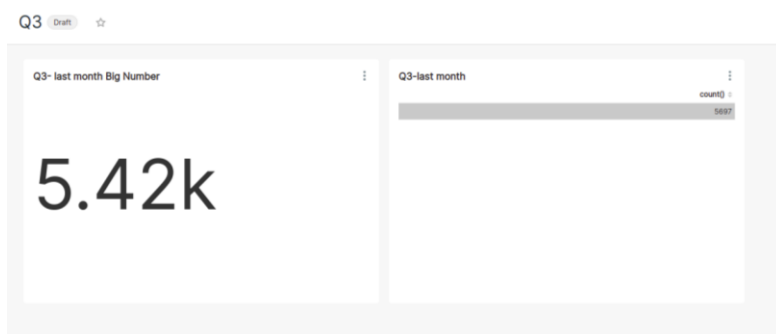 Q3 Draft
Q3- last month Big Number
5.42k
Q3-last month
count()
5697